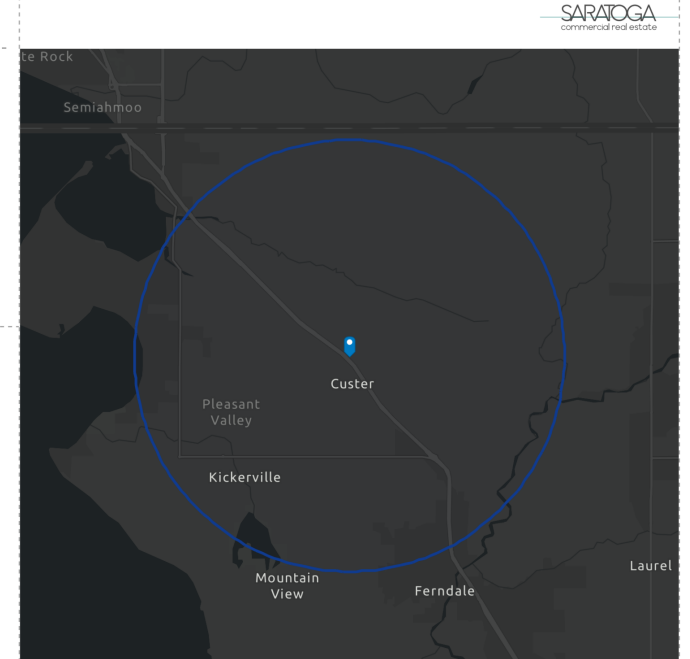 SARATOGA
commercial real estate
te Rock
Semiahmoo
Custer
Pleasant
Valley
Kickerville
Mountain
View
Ferndale
Laurel